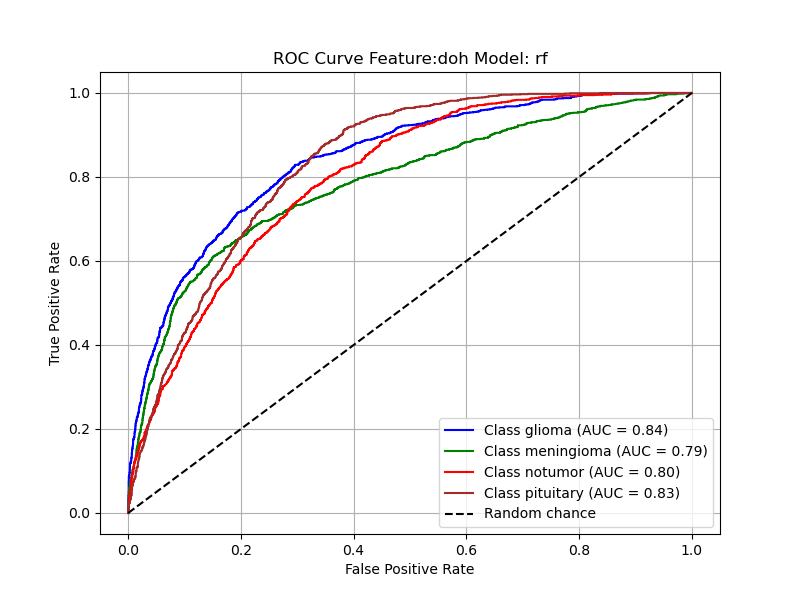 ROC Curve Feature:doh Model: rf
True Positive Rate
1.0
0.8
0.6
0.4
0.2
0.0
Class glioma (AUC = 0.84)
Class meningioma (AUC = 0.79)
Class notumor (AUC = 0.80)
Class pituitary (AUC = 0.83)
Random chance
0.0 0.2 0.4 0.6 0.8 1.0
False Positive Rate